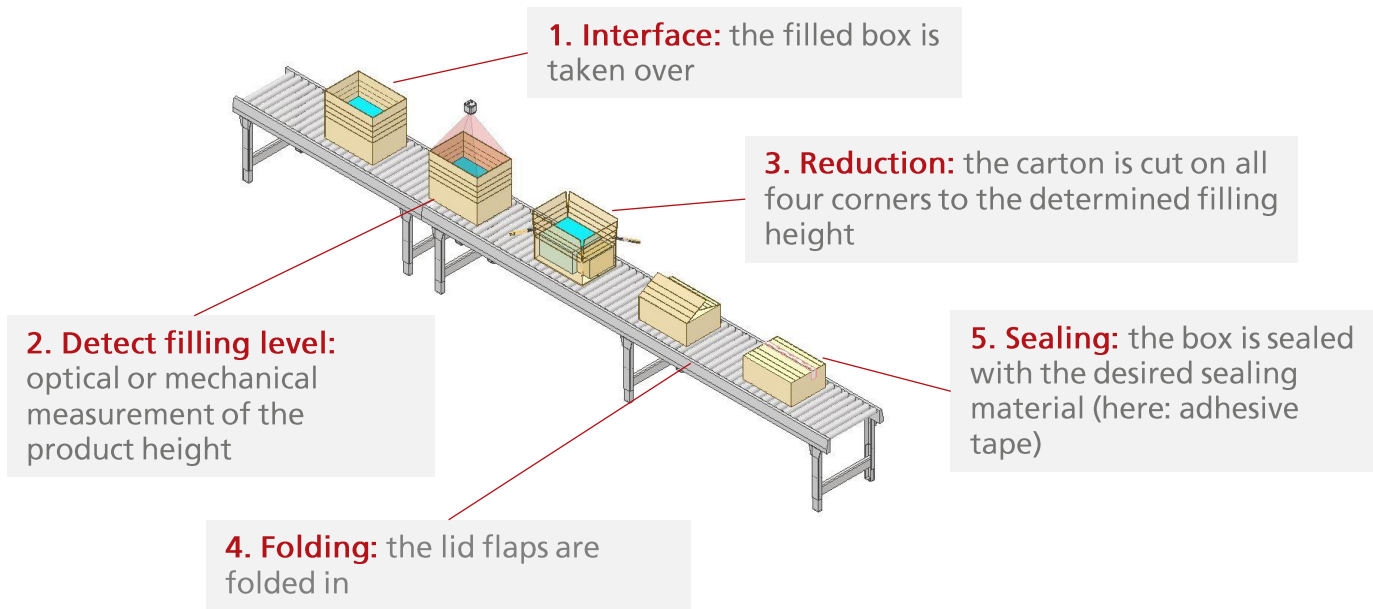 1. Interface: the filled box is
taken over
2. Detect filling level:
optical or mechanical
measurement of the
product height
3. Reduction: the carton is cut on all
four corners to the determined filling
height
4. Folding: the lid flaps are
folded in
5. Sealing: the box is sealed
with the desired sealing
material (here: adhesive
tape)